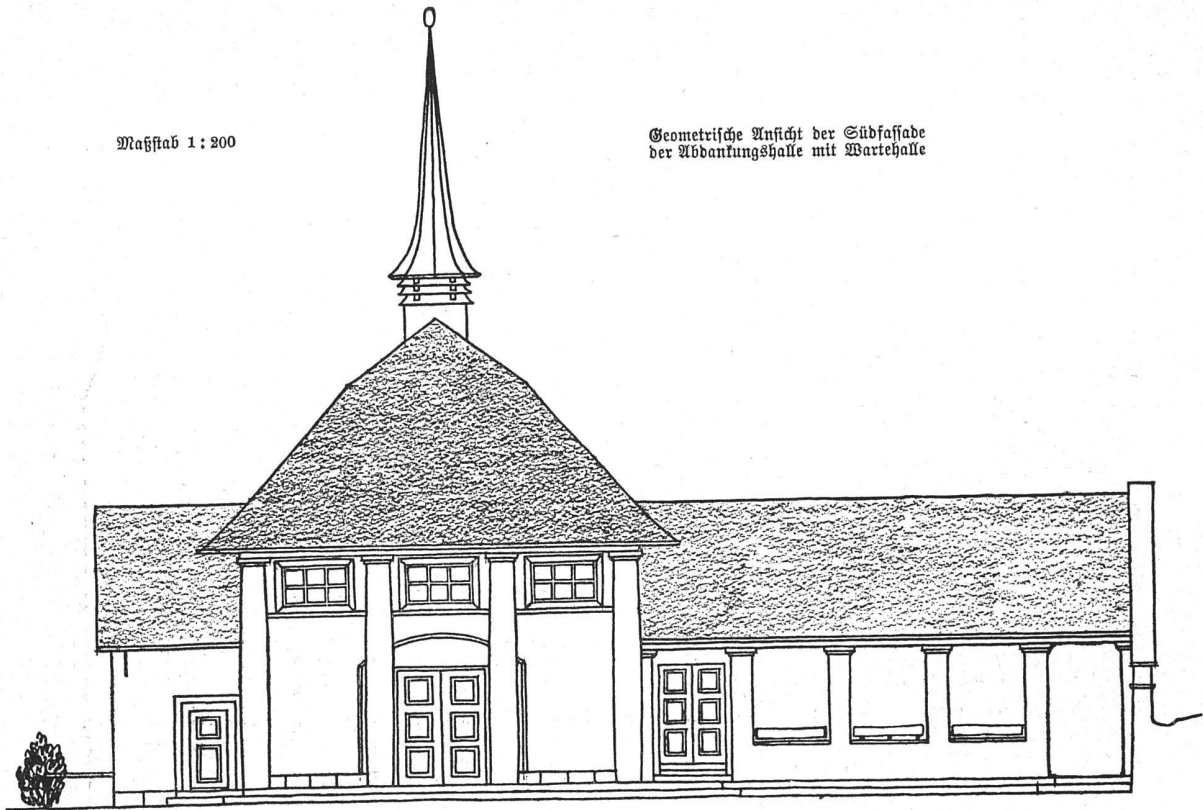 Maßstab 1:200
Geometrische Ansicht der Südfassade
der Abdankungshalle mit Wartehalle